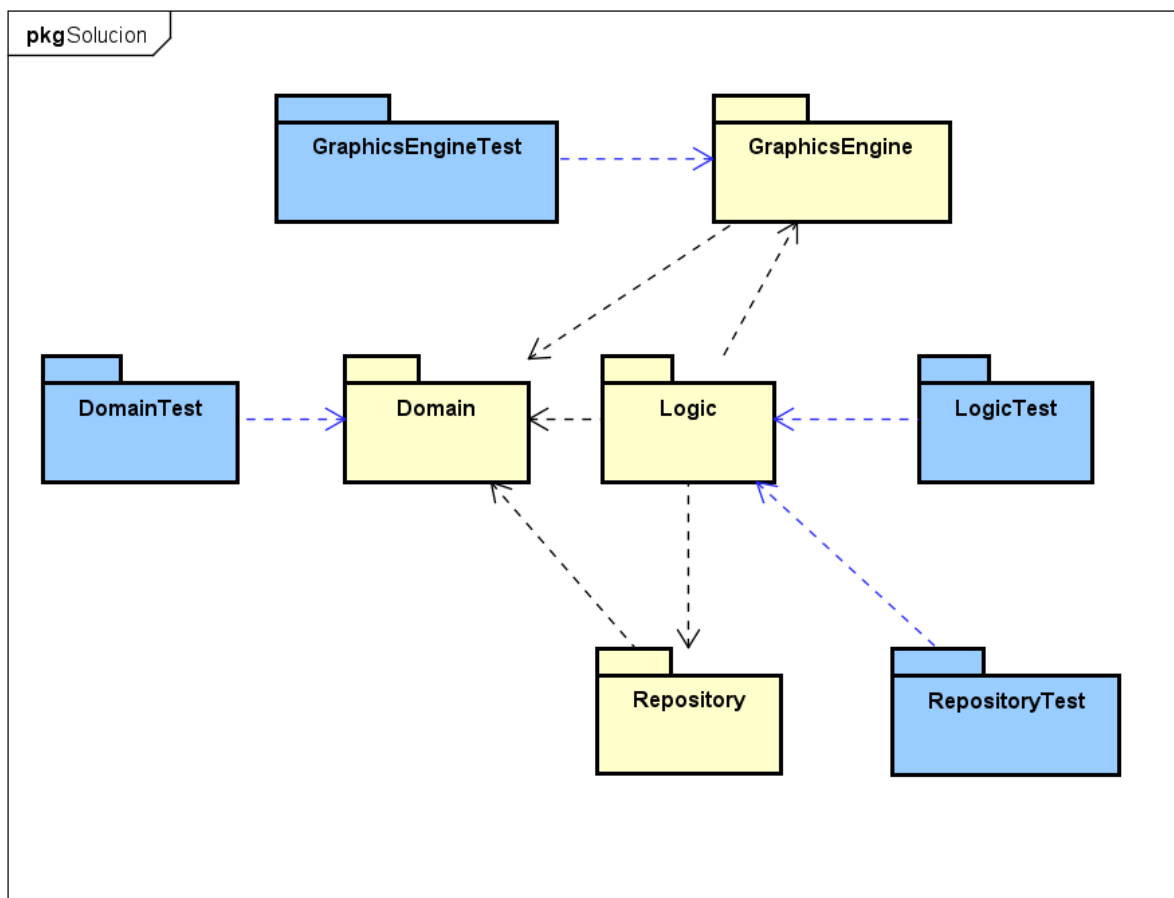 pkgSolucion
GraphicsEngineTest
GraphicsEngine
DomainTest
Domain
Logic
LogicTest
Repository
RepositoryTest